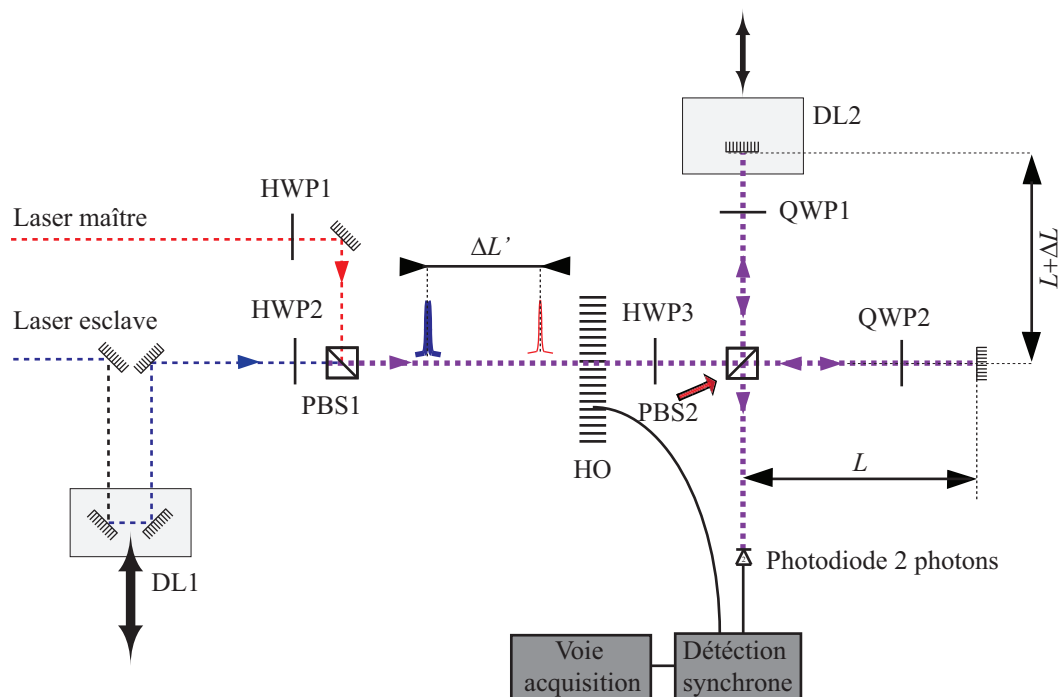 DL2
HWP1
Laser maître
QWP1
ΔL’
L+ΔL
Laser esclave
HWP2
HWP3
QWP2
PBS1
PBS2
HO
L
DL1
Photodiode 2 photons
Voie
acquisition
Détéction
synchrone